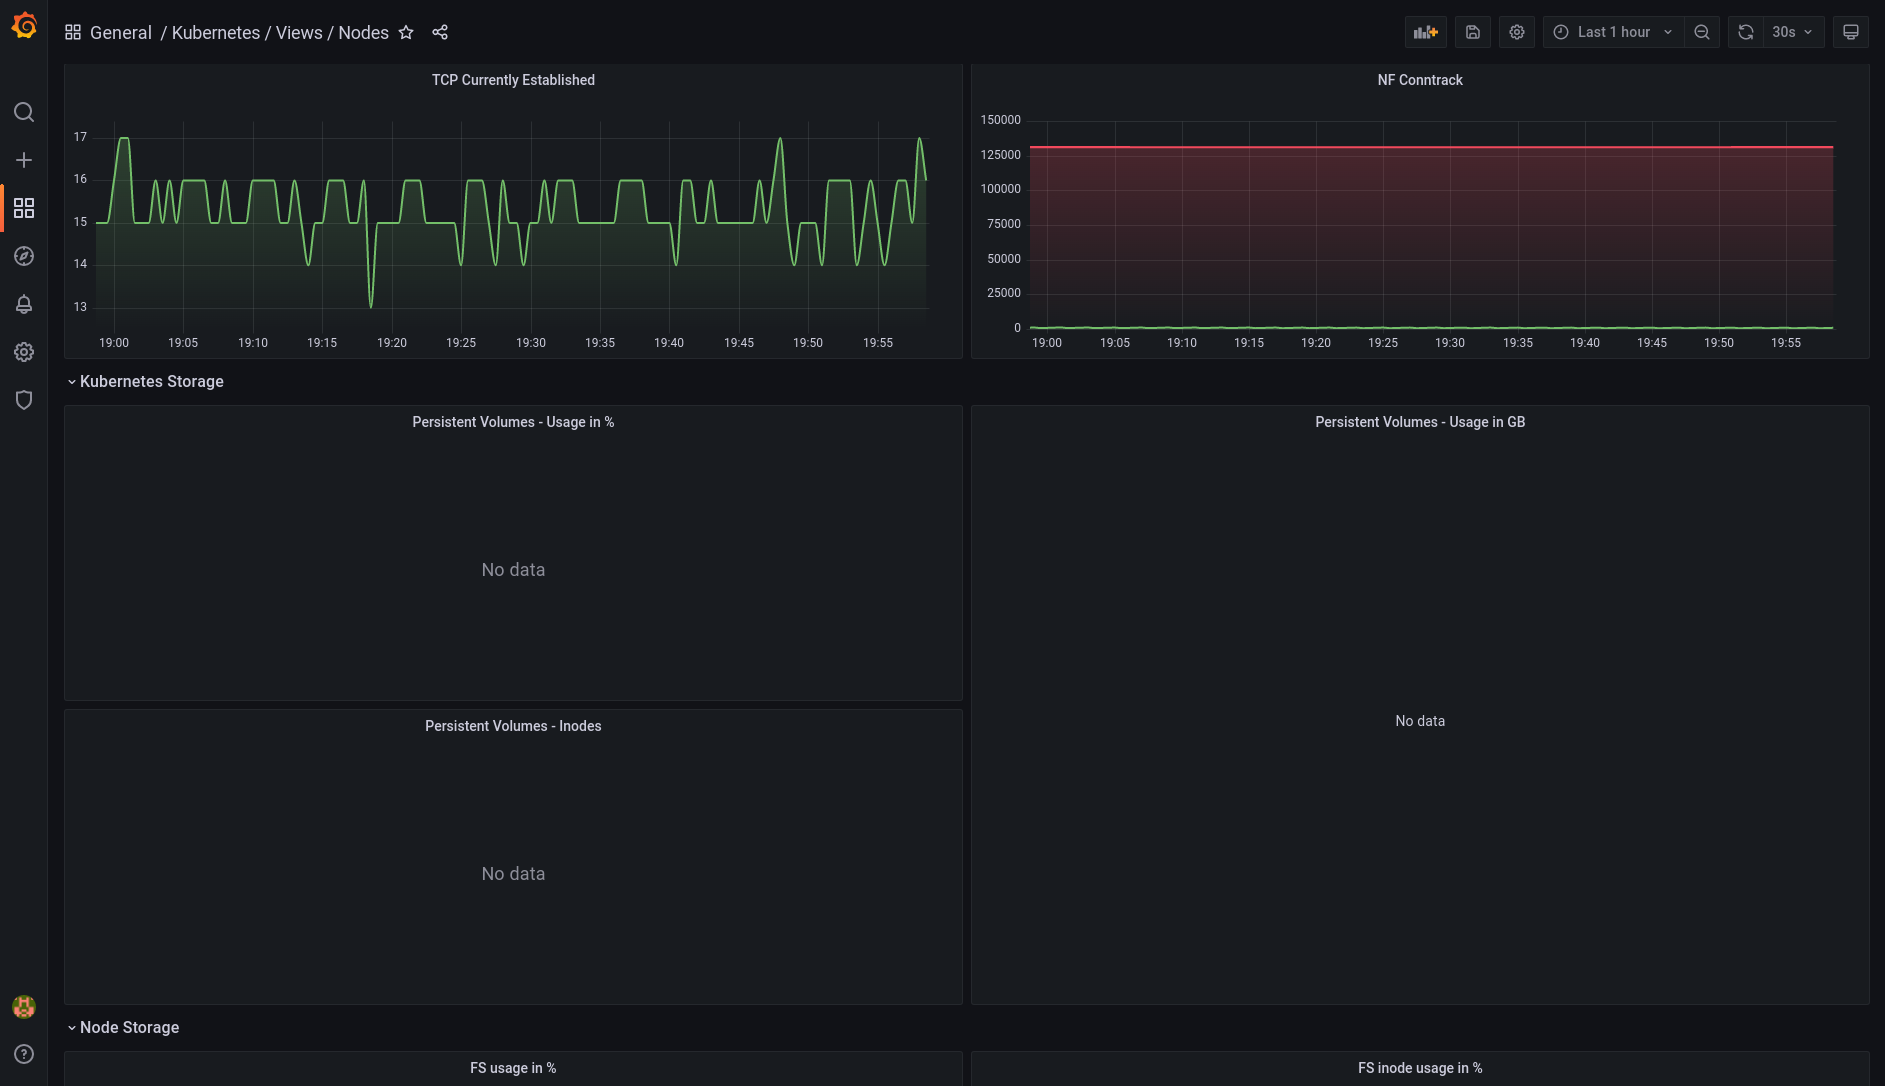 General / Kubernetes / Views / Nodes
Last 1 hour
30s
TCP Currently Established
17
16
15
14
13
19:00 19:05 19:10 19:15 19:20 19:25 19:30 19:35 19:40 19:45 19:50 19:55
NF Conntrack
150000
125000
100000
75000
50000
25000
0
19:00 19:05 19:10 19:15 19:20 19:25 19:30 19:35 19:40 19:45 19:50 19:55
Kubernetes Storage
Persistent Volumes - Usage in %
No data
Persistent Volumes - Usage in GB
No data
Persistent Volumes - Inodes
No data
Node Storage
FS usage in %
FS inode usage in %